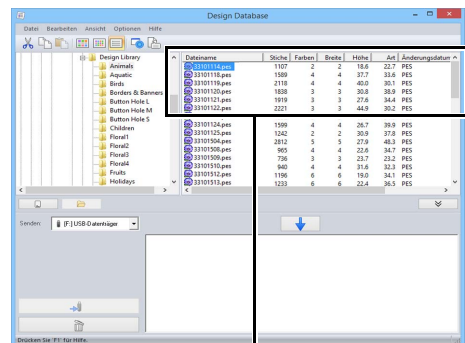 Design Database
Datei Bearbeiten Ansicht Optionen Hilfe
Design Library
Animals
Aquatic
Birds
Borders & Banners
Button Hole L
Button Hole M
Button Hole S
Children
Floral1
Floral2
Floral3
Floral4
Fruits
Holidays
Dateiname Stiche Farben Breite Höhe Art Änderungsdatum
33101114.pes 1107 2 2 18.6 22.7 PES
33101118.pes 1589 4 4 37.7 33.6 PES
33101119.pes 2118 4 4 40.0 30.1 PES
33101120.pes 1838 3 3 30.8 38.9 PES
33101121.pes 1919 3 3 27.6 34.4 PES
33101122.pes 2221 3 3 44.9 30.2 PES
33101124.pes 1599 4 4 26.7 39.9 PES
33101125.pes 1242 2 2 30.9 37.8 PES
33101504.pes 2812 5 5 27.9 48.3 PES
33101508.pes 965 4 4 22.6 34.7 PES
33101509.pes 736 3 3 23.7 23.2 PES
33101510.pes 940 4 4 31.6 32.3 PES
33101512.pes 1196 6 6 19.0 34.1 PES
33101513.pes 1233 6 6 22.4 36.5 PES
Senden: [F:] USB-Datenträger
Drücken Sie 'F1' für Hilfe.